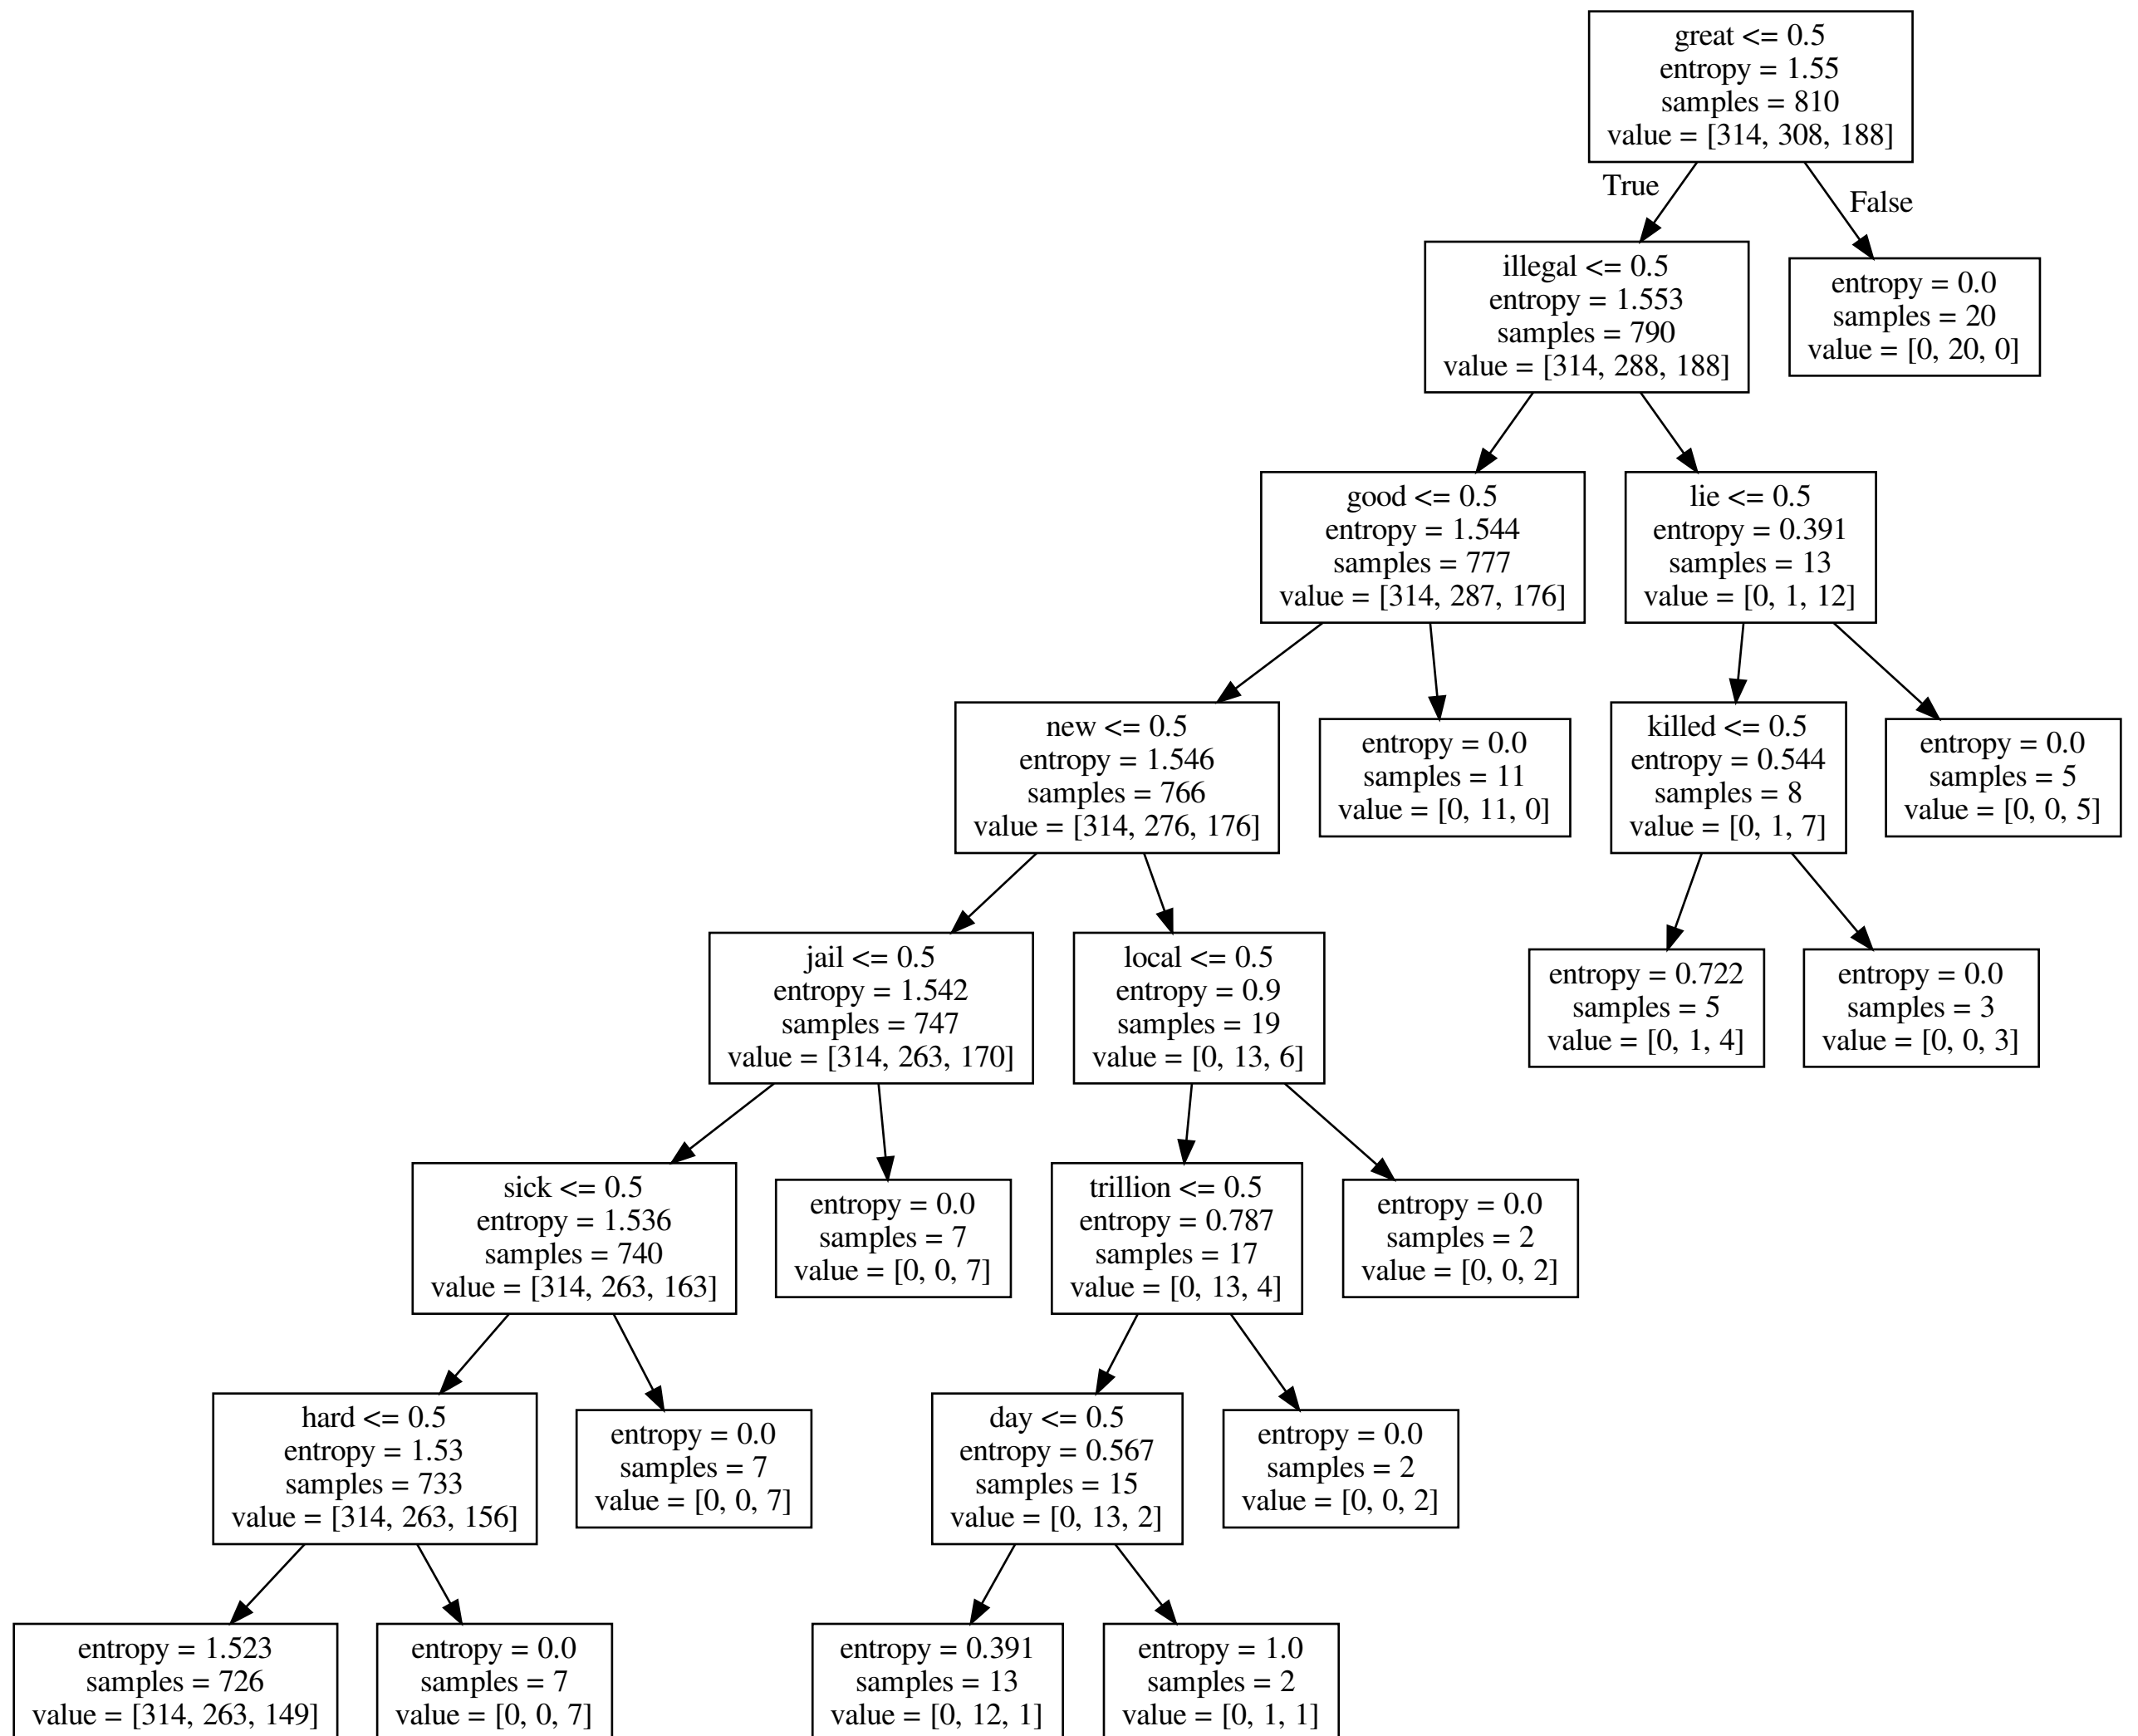 great <= 0.5
entropy = 1.55
samples = 810
value = [314, 308, 188]
True
False
illegal <= 0.5
entropy = 1.553
samples = 790
value = [314, 288, 188]
entropy = 0.0
samples = 20
value = [0, 20, 0]
good <= 0.5
entropy = 1.544
samples = 777
value = [314, 287, 176]
lie <= 0.5
entropy = 0.391
samples = 13
value = [0, 1, 12]
new <= 0.5
entropy = 1.546
samples = 766
value = [314, 276, 176]
entropy = 0.0
samples = 11
value = [0, 11, 0]
killed <= 0.5
entropy = 0.544
samples = 8
value = [0, 1, 7]
entropy = 0.0
samples = 5
value = [0, 0, 5]
jail <= 0.5
entropy = 1.542
samples = 747
value = [314, 263, 170]
local <= 0.5
entropy = 0.9
samples = 19
value = [0, 13, 6]
entropy = 0.722
samples = 5
value = [0, 1, 4]
entropy = 0.0
samples = 3
value = [0, 0, 3]
sick <= 0.5
entropy = 1.536
samples = 740
value = [314, 263, 163]
entropy = 0.0
samples = 7
value = [0, 0, 7]
trillion <= 0.5
entropy = 0.787
samples = 17
value = [0, 13, 4]
entropy = 0.0
samples = 2
value = [0, 0, 2]
hard <= 0.5
entropy = 1.53
samples = 733
value = [314, 263, 156]
entropy = 0.0
samples = 7
value = [0, 0, 7]
day <= 0.5
entropy = 0.567
samples = 15
value = [0, 13, 2]
entropy = 0.0
samples = 2
value = [0, 0, 2]
entropy = 1.523
samples = 726
value = [314, 263, 149]
entropy = 0.0
samples = 7
value = [0, 0, 7]
entropy = 0.391
samples = 13
value = [0, 12, 1]
entropy = 1.0
samples = 2
value = [0, 1, 1]